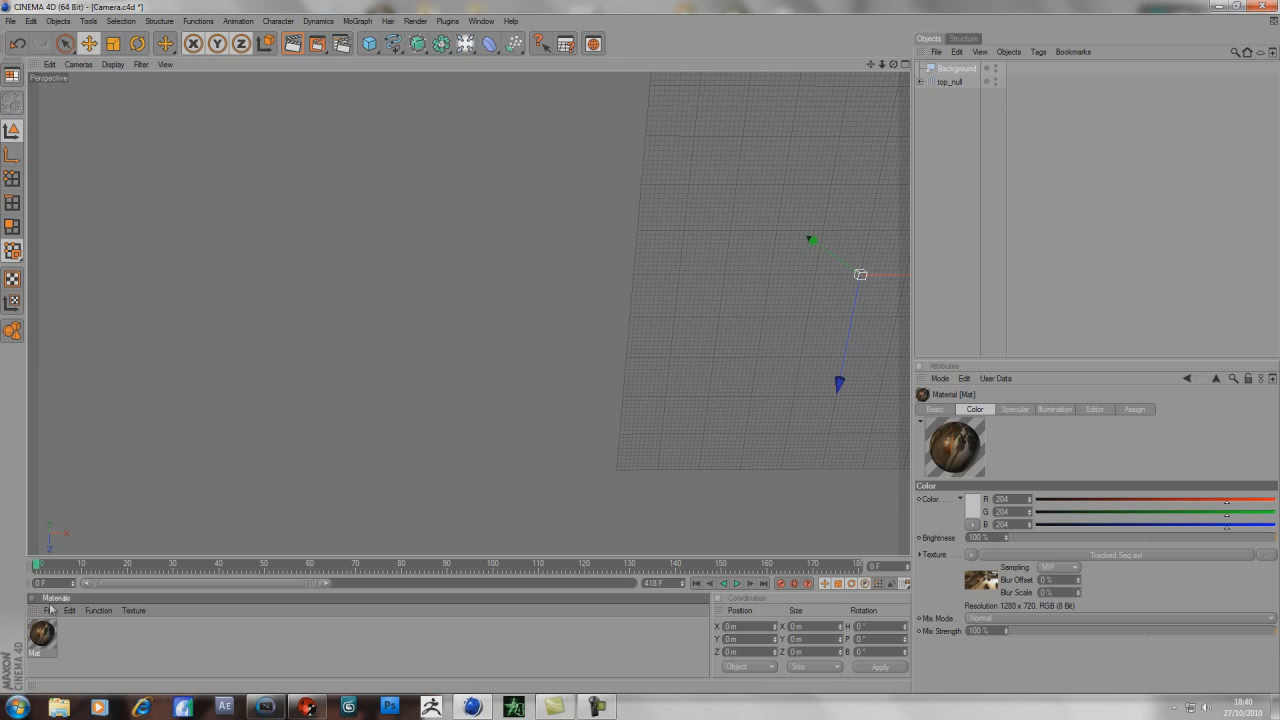 CINEMA 4D (64 Bit) - [Camera.c4d *]
File Edit Objects Tools Selection Structure Functions Animation Character Dynamics MoGraph Hair Render Plugins Window Help
Objects Structure
File Edit View Objects Tags Bookmarks
Edit Cameras Display Filter View
Perspective
Background
top_null
Attributes
Mode Edit User Data
Material [Mat]
Basic Color Specular Illumination Editor Assign
Color
Color R 204
G 204
B 204
Brightness 100 %
Texture Tracked Seq.avi
Sampling MIP
Blur Offset 0 %
Blur Scale 0 %
Resolution 1280 x 720, RGB (8 Bit)
Mix Mode Normal
Mix Strength 100 %
0 10 20 30 40 50 60 70 80 90 100 110 120 130 140 150 160 170 180 0 F
0 F 418 F
Materials
Edit Function Texture
Mat
Coordinates
Position Size Rotation
X 0 m X 0 m H 0 °
Y 0 m Y 0 m P 0 °
Z 0 m Z 0 m B 0 °
Object Size Apply
MAXON CINEMA 4D
AE
Ps
18:40
27/10/2010